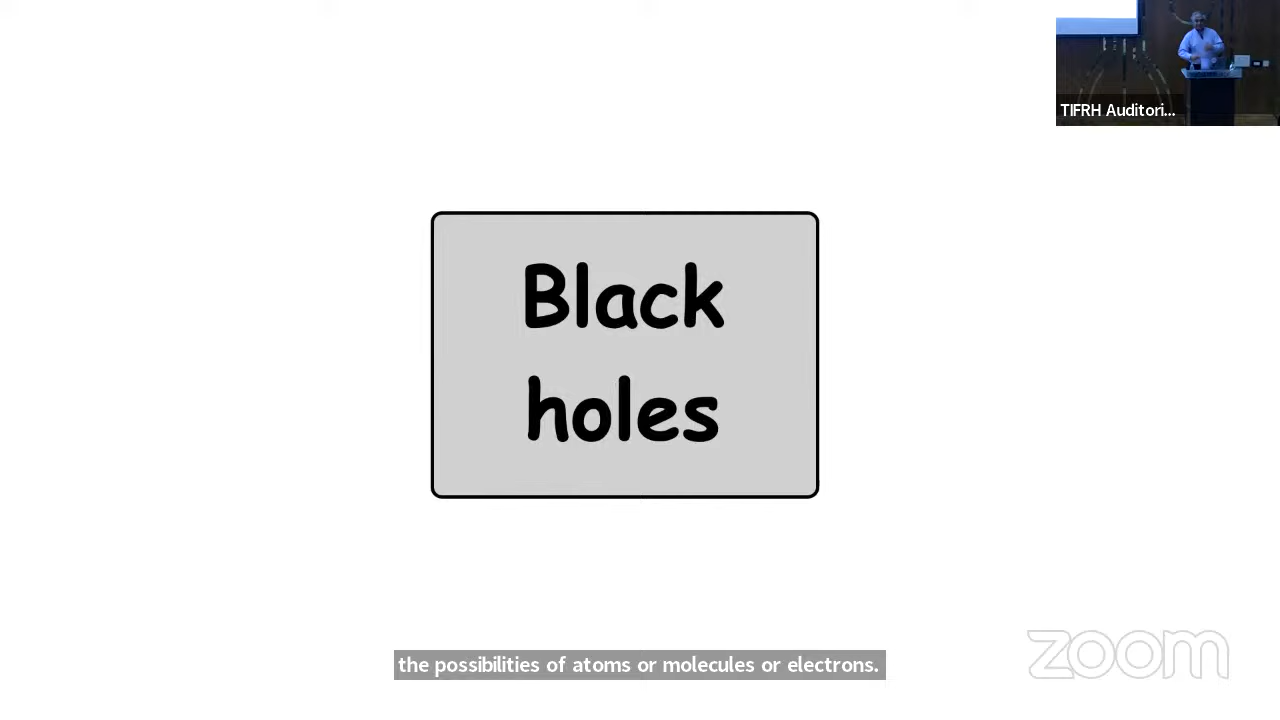 TIFRH Auditori...
Black
holes
the possibilities of atoms or molecules or electrons.
zoom